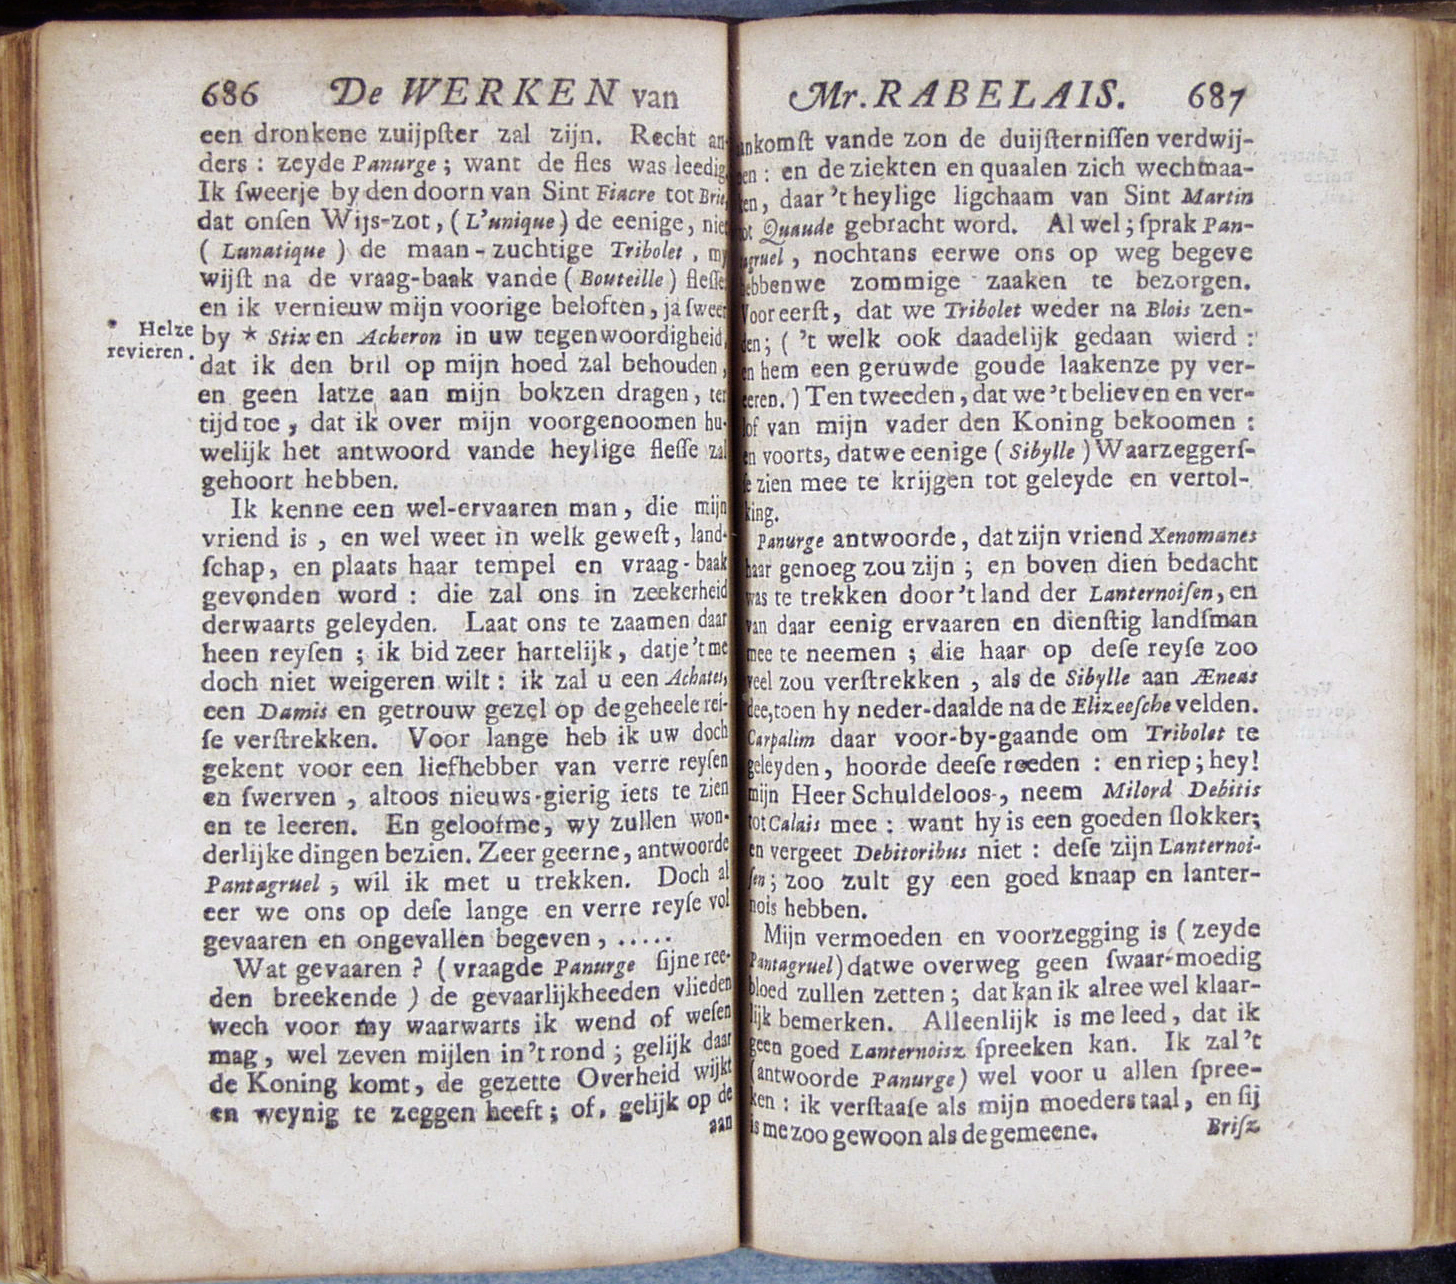 686 De WERKEN van
een dronkene zuijpſter zal zijn. Recht an-
ders : zeyde Panurge ; want de fles was leedig.
Ik ſweerje by den doorn van Sint Fiacre tot Brie,
dat onſen Wijs-zot, ( L'unique ) de eenige, niet
( Lunatique ) de maan-zuchtige Tribolet , my
wijſt na de vraag-baak vande ( Bouteille ) fleſſe:
en ik vernieuw mijn voorige beloften, ja ſweer
by * Stix en Acheron in uw tegenwoordigheid,
* Helze
revieren.
dat ik den bril op mijn hoed zal behouden,
en geen latze aan mijn bokzen dragen, ter
tijd toe, dat ik over mijn voorgenoomen hu-
welijk het antwoord vande heylige fleſſe zal
gehoort hebben.
Ik kenne een wel-ervaaren man, die mijn
vriend is , en wel weet in welk geweſt, land-
ſchap, en plaats haar tempel en vraag-baak
gevonden word : die zal ons in zeekerheid
derwaarts geleyden. Laat ons te zaamen daar
heen reyſen ; ik bid zeer hartelijk, datje 't me
doch niet weigeren wilt : ik zal u een Achates,
een Damis en getrouw gezel op de geheele rei-
ſe verſtrekken. Voor lange heb ik uw doch
gekent voor een liefhebber van verre reyſen
en ſwerven , altoos nieuws-gierig iets te zien
en te leeren. En geloofme, wy zullen won-
derlijke dingen bezien. Zeer geerne, antwoorde
Pantagruel , wil ik met u trekken. Doch al
eer we ons op deſe lange en verre reyſe vol
gevaaren en ongevallen begeven , .....
Wat gevaaren ? ( vraagde Panurge ſijne ree-
den breekende ) de gevaarlijkheeden vlieden
wech voor my waarwarts ik wend of weſen
mag, wel zeven mijlen in 't rond ; gelijk daar
de Koning komt, de gezette Overheid wijkt
en weynig te zeggen heeft ; of, gelijk op de
aan
Mr. RABELAIS. 687
ankomſt vande zon de duijſterniſſen verdwij-
en : en de ziekten en quaalen zich wechmaa-
ken, daar 't heylige ligchaam van Sint Martin
tot Quaude gebracht word. Al wel ; ſprak Pan-
agruel , nochtans eerwe ons op weg begeve
ebbenwe zommige zaaken te bezorgen.
Voor eerſt, dat we Tribolet weder na Blois zen-
den ; ( 't welk ook daadelijk gedaan wierd :
en hem een geruwde goude laakenze py ver-
eeren. ) Ten tweeden, dat we 't believen en ver-
lof van mijn vader den Koning bekoomen :
en voorts, datwe eenige ( Sibylle ) Waarzeggerſ-
ſe zien mee te krijgen tot geleyde en vertol-
king.
Panurge antwoorde, dat zijn vriend Xenomanes
haar genoeg zou zijn ; en boven dien bedacht
was te trekken door 't land der Lanternoiſen, en
van daar eenig ervaaren en dienſtig landſman
mee te neemen ; die haar op deſe reyſe zoo
veel zou verſtrekken , als de Sibylle aan Æneas
dee, toen hy neder-daalde na de Elizeeſche velden.
Carpalim daar voor-by-gaande om Tribolet te
geleyden, hoorde deeſe reeden : en riep ; hey!
mijn Heer Schuldeloos , neem Milord Debitis
tot Calais mee : want hy is een goeden ſlokker;
en vergeet Debitoribus niet : deſe zijn Lanternoi-
ſen ; zoo zult gy een goed knaap en lanter-
nois hebben.
Mijn vermoeden en voorzegging is ( zeyde
Pantagruel ) datwe overweg geen ſwaar-moedig
bloed zullen zetten ; dat kan ik alree wel klaar-
lijk bemerken. Alleenlijk is me leed, dat ik
geen goed Lanternoisz ſpreeken kan. Ik zal 't
( antwoorde Panurge ) wel voor u allen ſpree-
ken : ik verſtaaſe als mijn moeders taal, en ſij
is me zoo gewoon als de gemeene.
Briſz